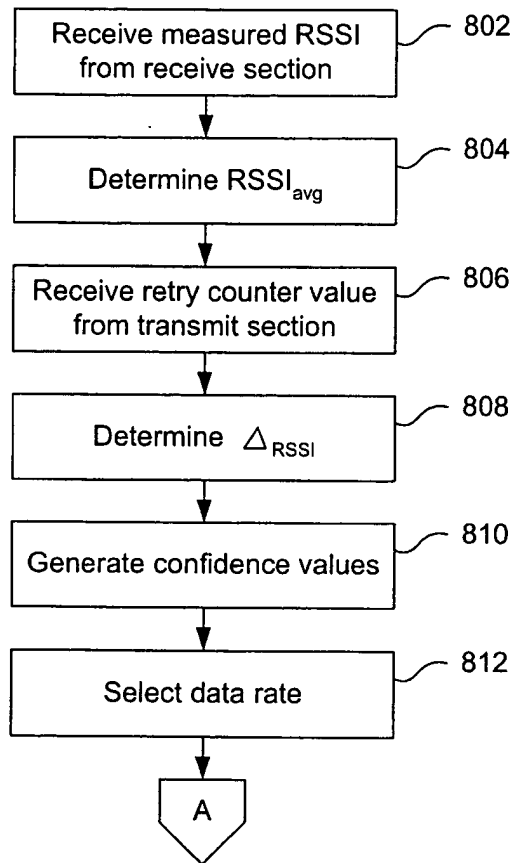 Receive measured RSSI
from receive section
802
Determine RSSIavg
804
Receive retry counter value
from transmit section
806
Determine △RSSI
808
Generate confidence values
810
Select data rate
812
A